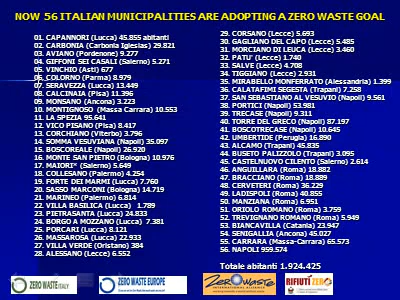 NOW 56 ITALIAN MUNICIPALITIES ARE ADOPTING A ZERO WASTE GOAL
01. CAPANNORI (Lucca) 45.855 abitanti
02. CARBONIA (Carbonia Iglesias) 29.821
03. AVIANO (Pordenone) 9.277
04. GIFFONI SEI CASALI (Salerno) 5.271
05. VINCHIO (Asti) 677
06. COLORNO (Parma) 8.979
07. SERAVEZZA (Lucca) 13.449
08. CALCINAIA (Pisa) 11.396
09. MONSANO (Ancona) 3.223
10. MONTIGNOSO (Massa Carrara) 10.553
11. LA SPEZIA 95.641
12. VICO PISANO (Pisa) 8.417
13. CORCHIANO (Viterbo) 3.796
14. SOMMA VESUVIANA (Napoli) 35.097
15. BOSCOREALE (Napoli) 26.920
16. MONTE SAN PIETRO (Bologna) 10.976
17. MAIORI* (Salerno) 5.649
18. COLLESANO (Palermo) 4.254
19. FORTE DEI MARMI (Lucca) 7.760
20. SASSO MARCONI (Bologna) 14.719
21. MARINEO (Palermo) 6.814
22. VILLA BASILICA (Lucca) 1.789
23. PIETRASANTA (Lucca) 24.833
24. BORGO A MOZZANO (Lucca) 7.381
25. PORCARI (Lucca) 8.121
26. MASSAROSA (Lucca) 22.933
27. VILLA VERDE (Oristano) 384
28. ALESSANO (Lecce) 6.552
29. CORSANO (Lecce) 5.693
30. GAGLIANO DEL CAPO (Lecce) 5.485
31. MORCIANO DI LEUCA (Lecce) 3.460
32. PATU' (Lecce) 1.740
33. SALVE (Lecce) 4.708
34. TIGGIANO (Lecce) 2.931
35. MIRABELLO MONFERRATO (Alessandria) 1.399
36. CALATAFIMI SEGESTA (Trapani) 7.258
37. SAN SEBASTIANO AL VESUVIO (Napoli) 9.561
38. PORTICI (Napoli) 53.981
39. TRECASE (Napoli) 9.311
40. TORRE DEL GRECO (Napoli) 87.197
41. BOSCOTRECASE (Napoli) 10.645
42. UMBERTIDE (Perugia) 16.890
43. ALCAMO (Trapani) 45.835
44. BUSETO PALIZZOLO (Trapani) 3.095
45. CASTELNUOVO CILENTO (Salerno) 2.614
46. ANGUILLARA (Roma) 18.882
47. BRACCIANO (Roma) 18.889
48. CERVETERI (Roma) 36.229
49. LADISPOLI (Roma) 40.855
50. MANZIANA (Roma) 6.951
51. ORIOLO ROMANO (Roma) 3.759
52. TREVIGNANO ROMANO (Roma) 5.949
53. BIANCAVILLA (Catania) 23.947
54. SENIGALLIA (Ancona) 45.027
55. CARRARA (Massa-Carrara) 65.573
56. NAPOLI 959.574
Totale abitanti 1.924.425
ZERO WASTE ITALY
ZERO WASTE EUROPE
ZeroWaste
INTERNATIONAL ALLIANCE
RIFIUTI ZERO